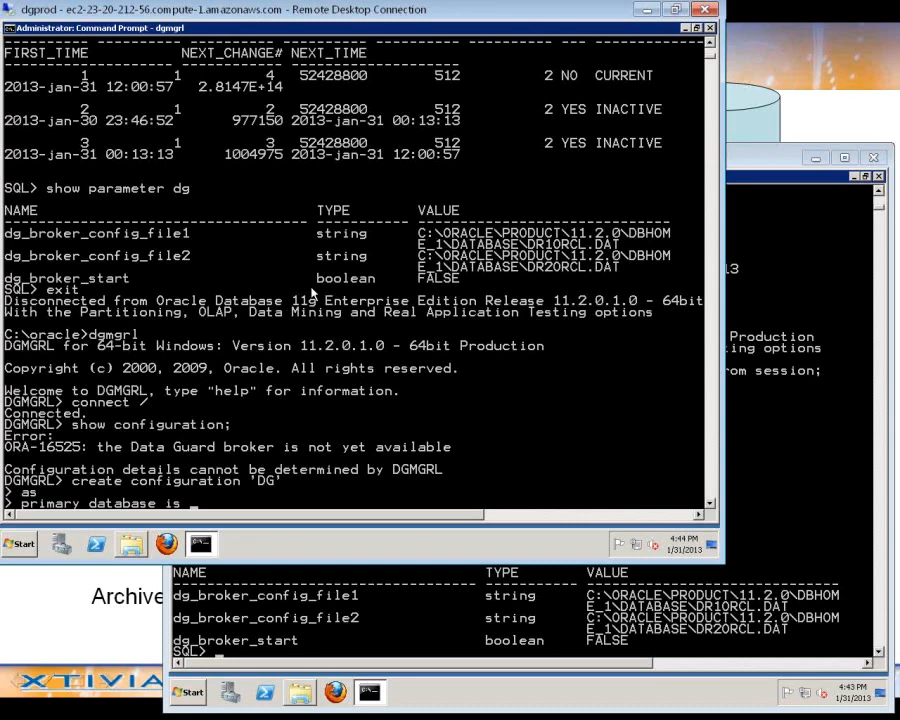 dgprod - ec2-23-20-212-56.compute-1.amazonaws.com - Remote Desktop Connection
Administrator: Command Prompt - dgmgrl
FIRST_TIME NEXT_CHANGE# NEXT_TIME
1 1 4 52428800 512 2 NO CURRENT
2013-jan-31 12:00:57 2.8147E+14
2 1 2 52428800 512 2 YES INACTIVE
2013-jan-30 23:46:52 977150 2013-jan-31 00:13:13
3 1 3 52428800 512 2 YES INACTIVE
2013-jan-31 00:13:13 1004975 2013-jan-31 12:00:57
SQL> show parameter dg
NAME TYPE VALUE
dg_broker_config_file1 string C:\ORACLE\PRODUCT\11.2.0\DBHOM
E_1\DATABASE\DR1ORCL.DAT
dg_broker_config_file2 string C:\ORACLE\PRODUCT\11.2.0\DBHOM
E_1\DATABASE\DR2ORCL.DAT
dg_broker_start boolean FALSE
SQL> exit
Disconnected from Oracle Database 11g Enterprise Edition Release 11.2.0.1.0 - 64bit
With the Partitioning, OLAP, Data Mining and Real Application Testing options
C:\oracle>dgmgrl
DGMGRL for 64-bit Windows: Version 11.2.0.1.0 - 64bit Production
Copyright (c) 2000, 2009, Oracle. All rights reserved.
Welcome to DGMGRL, type "help" for information.
DGMGRL> connect /
Connected.
DGMGRL> show configuration;
Error:
ORA-16525: the Data Guard broker is not yet available
Configuration details cannot be determined by DGMGRL
DGMGRL> create configuration 'DG'
> as
> primary database is _
Start
4:44 PM
1/31/2013
13
Production
ing options
om session;
Archive
NAME TYPE VALUE
dg_broker_config_file1 string C:\ORACLE\PRODUCT\11.2.0\DBHOM
E_1\DATABASE\DR1ORCL.DAT
dg_broker_config_file2 string C:\ORACLE\PRODUCT\11.2.0\DBHOM
E_1\DATABASE\DR2ORCL.DAT
dg_broker_start boolean FALSE
SQL> _
XTIVIA
Start
4:43 PM
1/31/2013